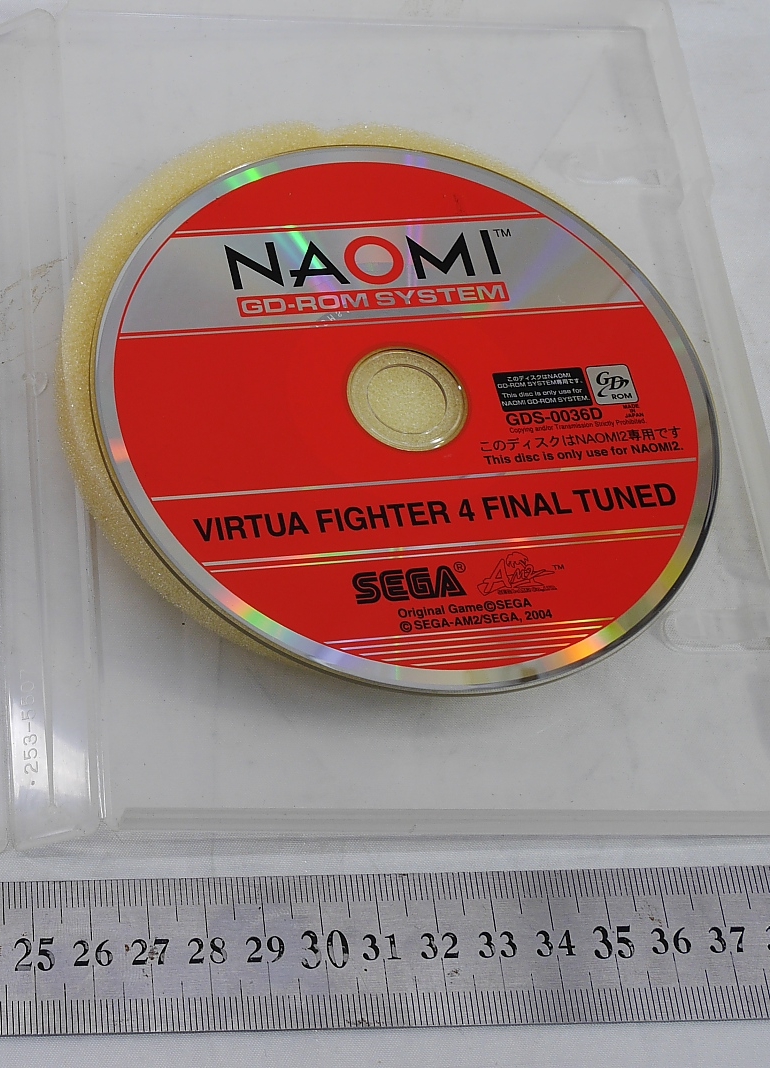 NAOMI™
GD-ROM SYSTEM
このディスクはNAOMI
GD-ROM SYSTEM専用です。
This disc is only use for
NAOMI GD-ROM SYSTEM.
GD
ROM
MADE
IN
JAPAN
GDS-0036D
Copying and/or Transmission Strictly Prohibited.
このディスクはNAOMI2専用です
This disc is only use for NAOMI2.
VIRTUA FIGHTER 4 FINAL TUNED
SEGA® AM2™
Original Game©SEGA
©SEGA-AM2/SEGA, 2004
25 26 27 28 29 30 31 32 33 34 35 36 37